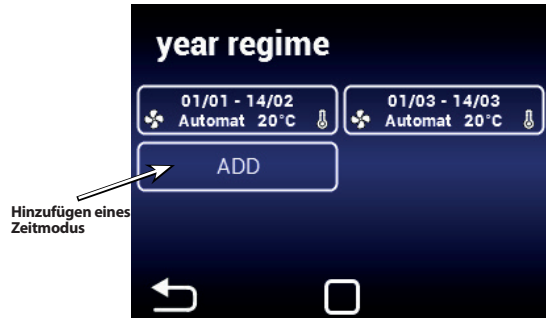 year regime
01/01 - 14/02
Automat 20°C
01/03 - 14/03
Automat 20°C
ADD
Hinzufügen eines
Zeitmodus